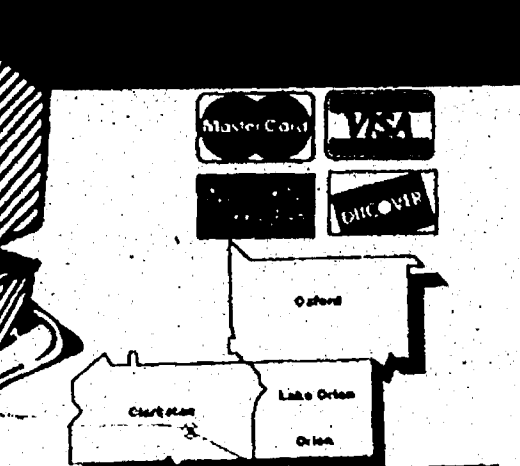 MasterCard
VISA
DISCOVER
Oxford
Lake Orion
Clarkston
Orion